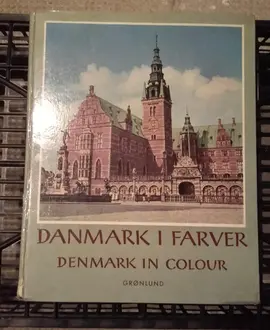 DANMARK I FARVER
DENMARK IN COLOUR
GRØNLUND